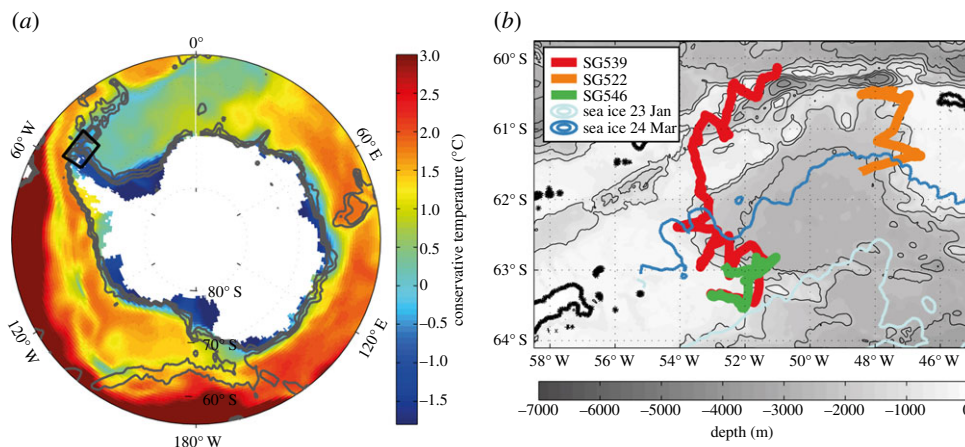 (a)
0°
60° W
60° E
80° S
70° S
60° S
120° W
120° E
180° W
3.0
2.5
2.0
1.5
1.0
0.5
0
−0.5
−1.0
−1.5
conservative temperature (°C)
(b)
SG539
SG522
SG546
sea ice 23 Jan
sea ice 24 Mar
60° S
61° S
62° S
63° S
64° S
58° W
56° W
54° W
52° W
50° W
48° W
46° W
−7000
−6000
−5000
−4000
−3000
−2000
−1000
0
depth (m)